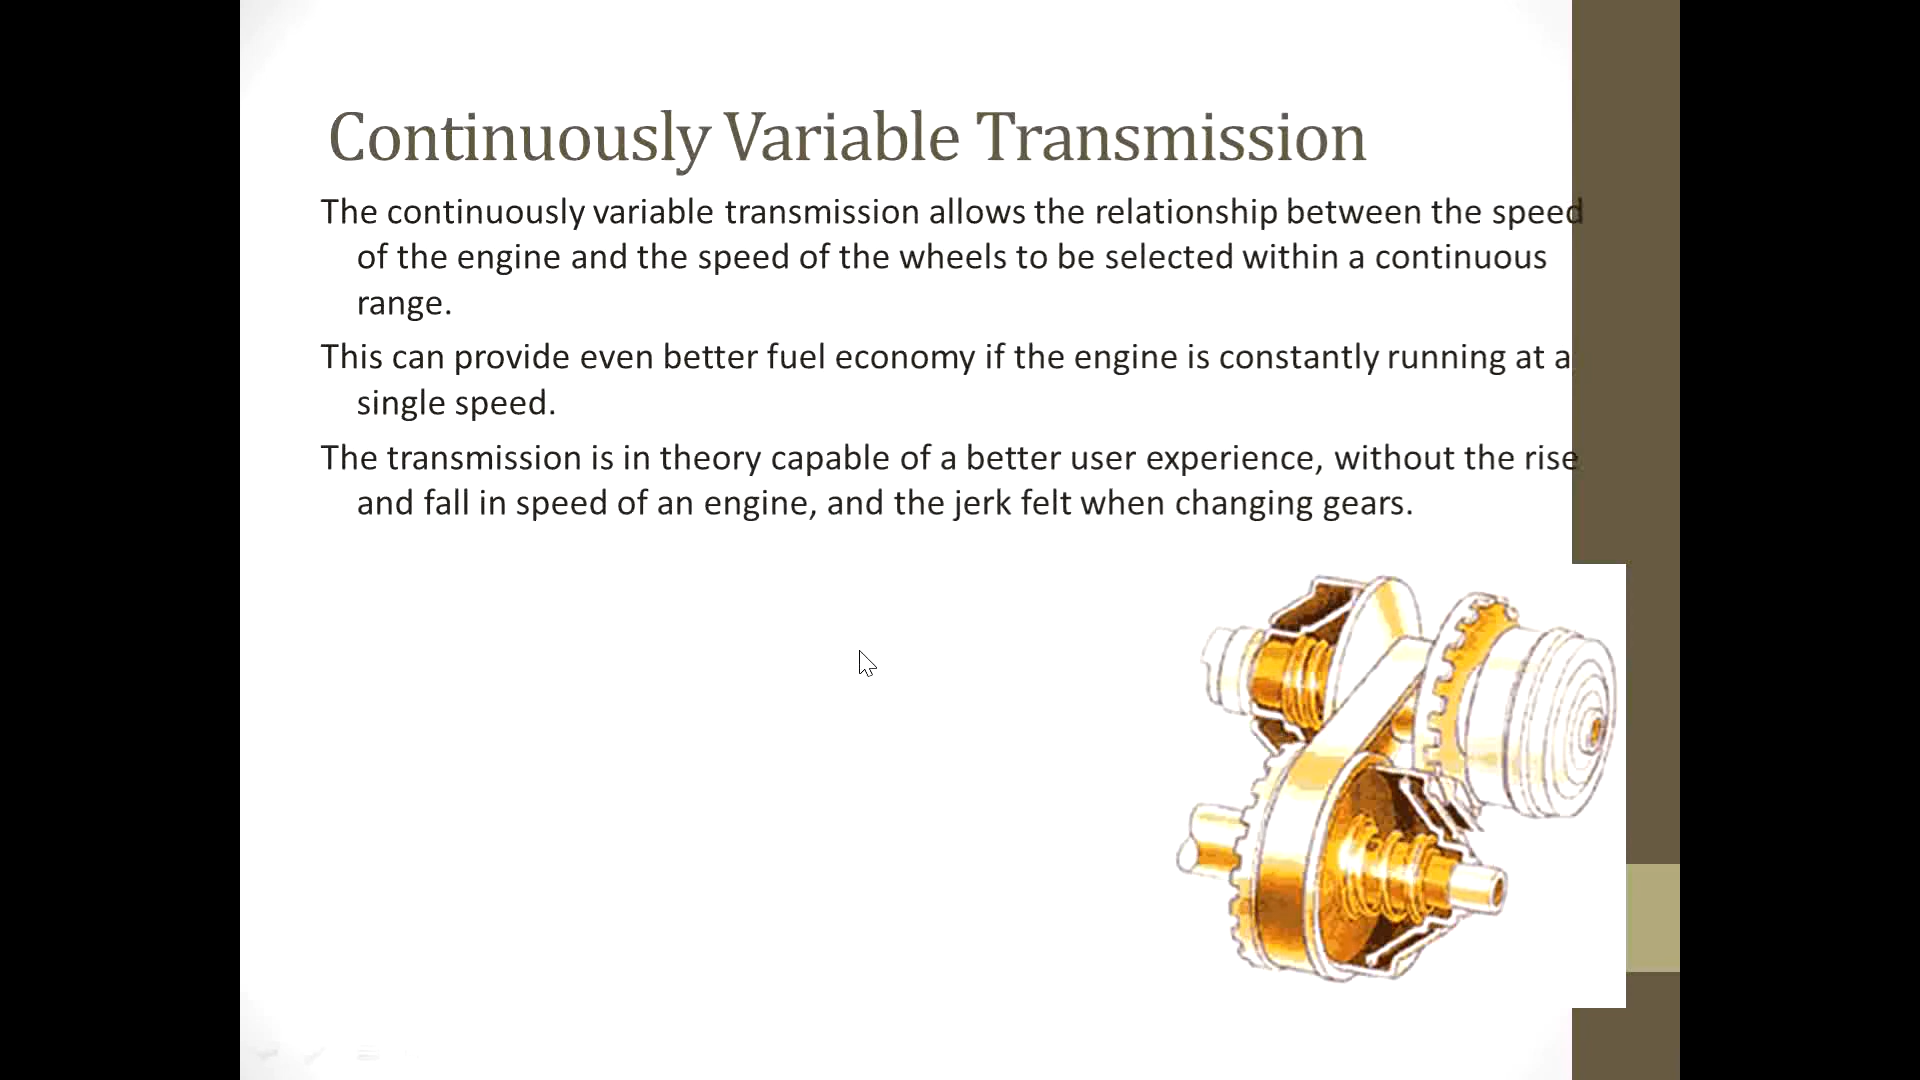 Continuously Variable Transmission
The continuously variable transmission allows the relationship between the speed
of the engine and the speed of the wheels to be selected within a continuous
range.
This can provide even better fuel economy if the engine is constantly running at a
single speed.
The transmission is in theory capable of a better user experience, without the rise
and fall in speed of an engine, and the jerk felt when changing gears.